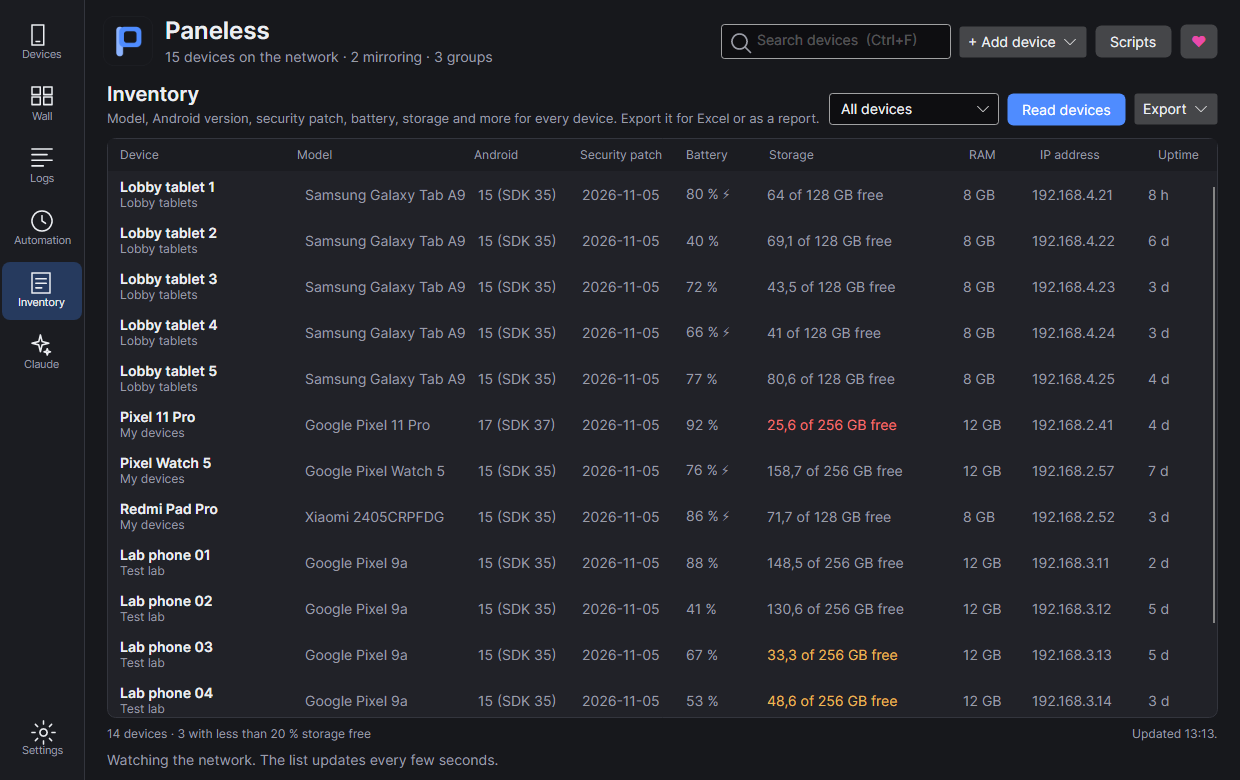 Devices
Wall
Logs
Automation
Inventory
Claude
Settings
Paneless
15 devices on the network · 2 mirroring · 3 groups
Search devices (Ctrl+F)
+ Add device
Scripts
Inventory
Model, Android version, security patch, battery, storage and more for every device. Export it for Excel or as a report.
All devices
Read devices
Export
Device Model Android Security patch Battery Storage RAM IP address Uptime
Lobby tablet 1 Samsung Galaxy Tab A9 15 (SDK 35) 2026-11-05 80 % ⚡ 64 of 128 GB free 8 GB 192.168.4.21 8 h
Lobby tablets
Lobby tablet 2 Samsung Galaxy Tab A9 15 (SDK 35) 2026-11-05 40 % 69,1 of 128 GB free 8 GB 192.168.4.22 6 d
Lobby tablets
Lobby tablet 3 Samsung Galaxy Tab A9 15 (SDK 35) 2026-11-05 72 % 43,5 of 128 GB free 8 GB 192.168.4.23 3 d
Lobby tablets
Lobby tablet 4 Samsung Galaxy Tab A9 15 (SDK 35) 2026-11-05 66 % ⚡ 41 of 128 GB free 8 GB 192.168.4.24 3 d
Lobby tablets
Lobby tablet 5 Samsung Galaxy Tab A9 15 (SDK 35) 2026-11-05 77 % 80,6 of 128 GB free 8 GB 192.168.4.25 4 d
Lobby tablets
Pixel 11 Pro Google Pixel 11 Pro 17 (SDK 37) 2026-11-05 92 % 25,6 of 256 GB free 12 GB 192.168.2.41 4 d
My devices
Pixel Watch 5 Google Pixel Watch 5 15 (SDK 35) 2026-11-05 76 % ⚡ 158,7 of 256 GB free 12 GB 192.168.2.57 7 d
My devices
Redmi Pad Pro Xiaomi 2405CRPFDG 15 (SDK 35) 2026-11-05 86 % ⚡ 71,7 of 128 GB free 8 GB 192.168.2.52 3 d
My devices
Lab phone 01 Google Pixel 9a 15 (SDK 35) 2026-11-05 88 % 148,5 of 256 GB free 12 GB 192.168.3.11 2 d
Test lab
Lab phone 02 Google Pixel 9a 15 (SDK 35) 2026-11-05 41 % 130,6 of 256 GB free 12 GB 192.168.3.12 5 d
Test lab
Lab phone 03 Google Pixel 9a 15 (SDK 35) 2026-11-05 67 % 33,3 of 256 GB free 12 GB 192.168.3.13 5 d
Test lab
Lab phone 04 Google Pixel 9a 15 (SDK 35) 2026-11-05 53 % 48,6 of 256 GB free 12 GB 192.168.3.14 3 d
Test lab
14 devices · 3 with less than 20 % storage free
Updated 13:13.
Watching the network. The list updates every few seconds.